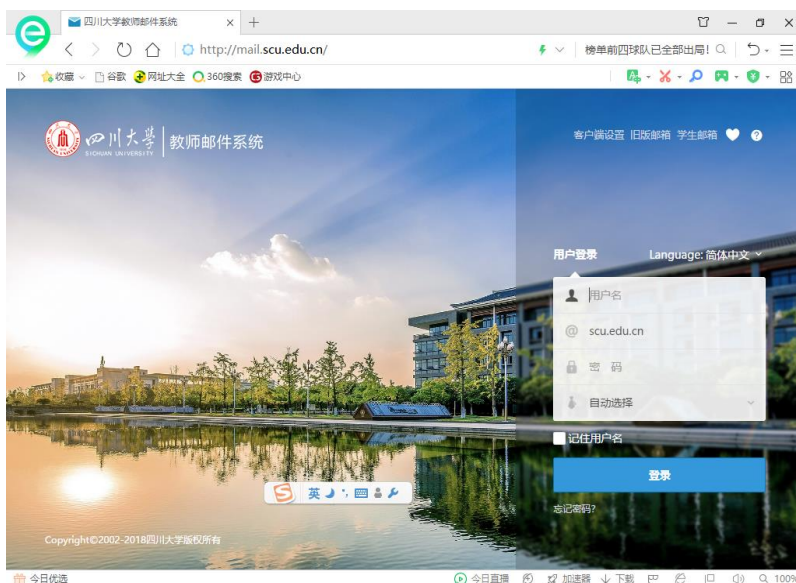 四川大学教师邮件系统
http://mail.scu.edu.cn/
榜单前四球队已全部出局!
收藏 谷歌 网址大全 360搜索 游戏中心
四川大学 SICHUAN UNIVERSITY 教师邮件系统
客户端设置 旧版邮箱 学生邮箱
用户登录 Language: 简体中文
用户名
@ scu.edu.cn
密 码
自动选择
记住用户名
登录
忘记密码?
英
Copyright©2002-2018四川大学版权所有
今日优选 今日直播 加速器 下载 100%